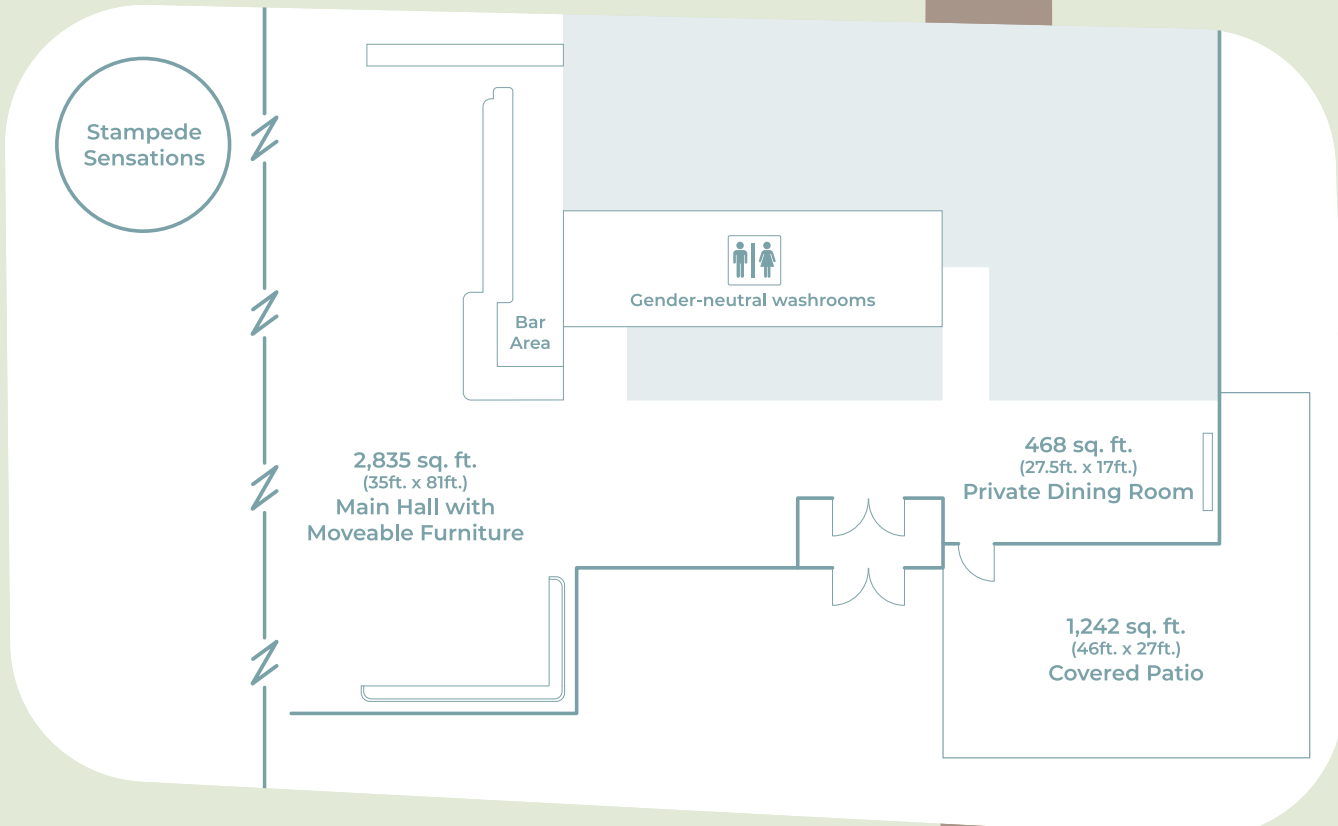 Stampede
Sensations
Gender-neutral washrooms
Bar
Area
2,835 sq. ft.
(35ft. x 81ft.)
Main Hall with
Moveable Furniture
468 sq. ft.
(27.5ft. x 17ft.)
Private Dining Room
1,242 sq. ft.
(46ft. x 27ft.)
Covered Patio